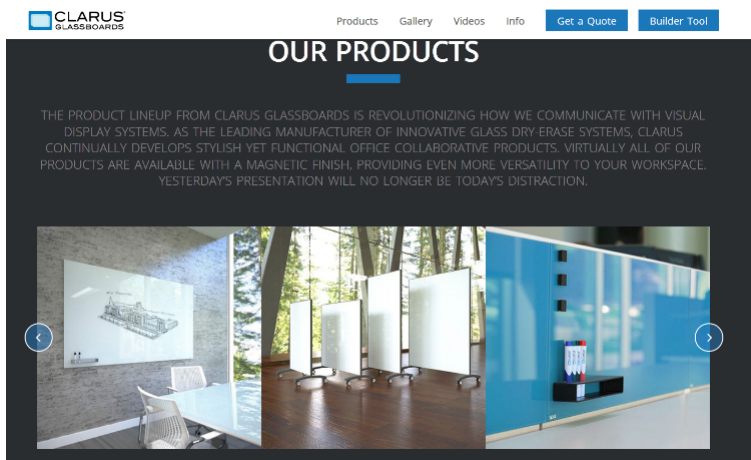 CLARUS
GLASSBOARDS
Products Gallery Videos Info Get a Quote Builder Tool
OUR PRODUCTS
THE PRODUCT LINEUP FROM CLARUS GLASSBOARDS IS REVOLUTIONIZING HOW WE COMMUNICATE WITH VISUAL
DISPLAY SYSTEMS. AS THE LEADING MANUFACTURER OF INNOVATIVE GLASS DRY-ERASE SYSTEMS, CLARUS
CONTINUALLY DEVELOPS STYLISH YET FUNCTIONAL OFFICE COLLABORATIVE PRODUCTS. VIRTUALLY ALL OF OUR
PRODUCTS ARE AVAILABLE WITH A MAGNETIC FINISH, PROVIDING EVEN MORE VERSATILITY TO YOUR WORKSPACE.
YESTERDAY'S PRESENTATION WILL NO LONGER BE TODAY'S DISTRACTION.